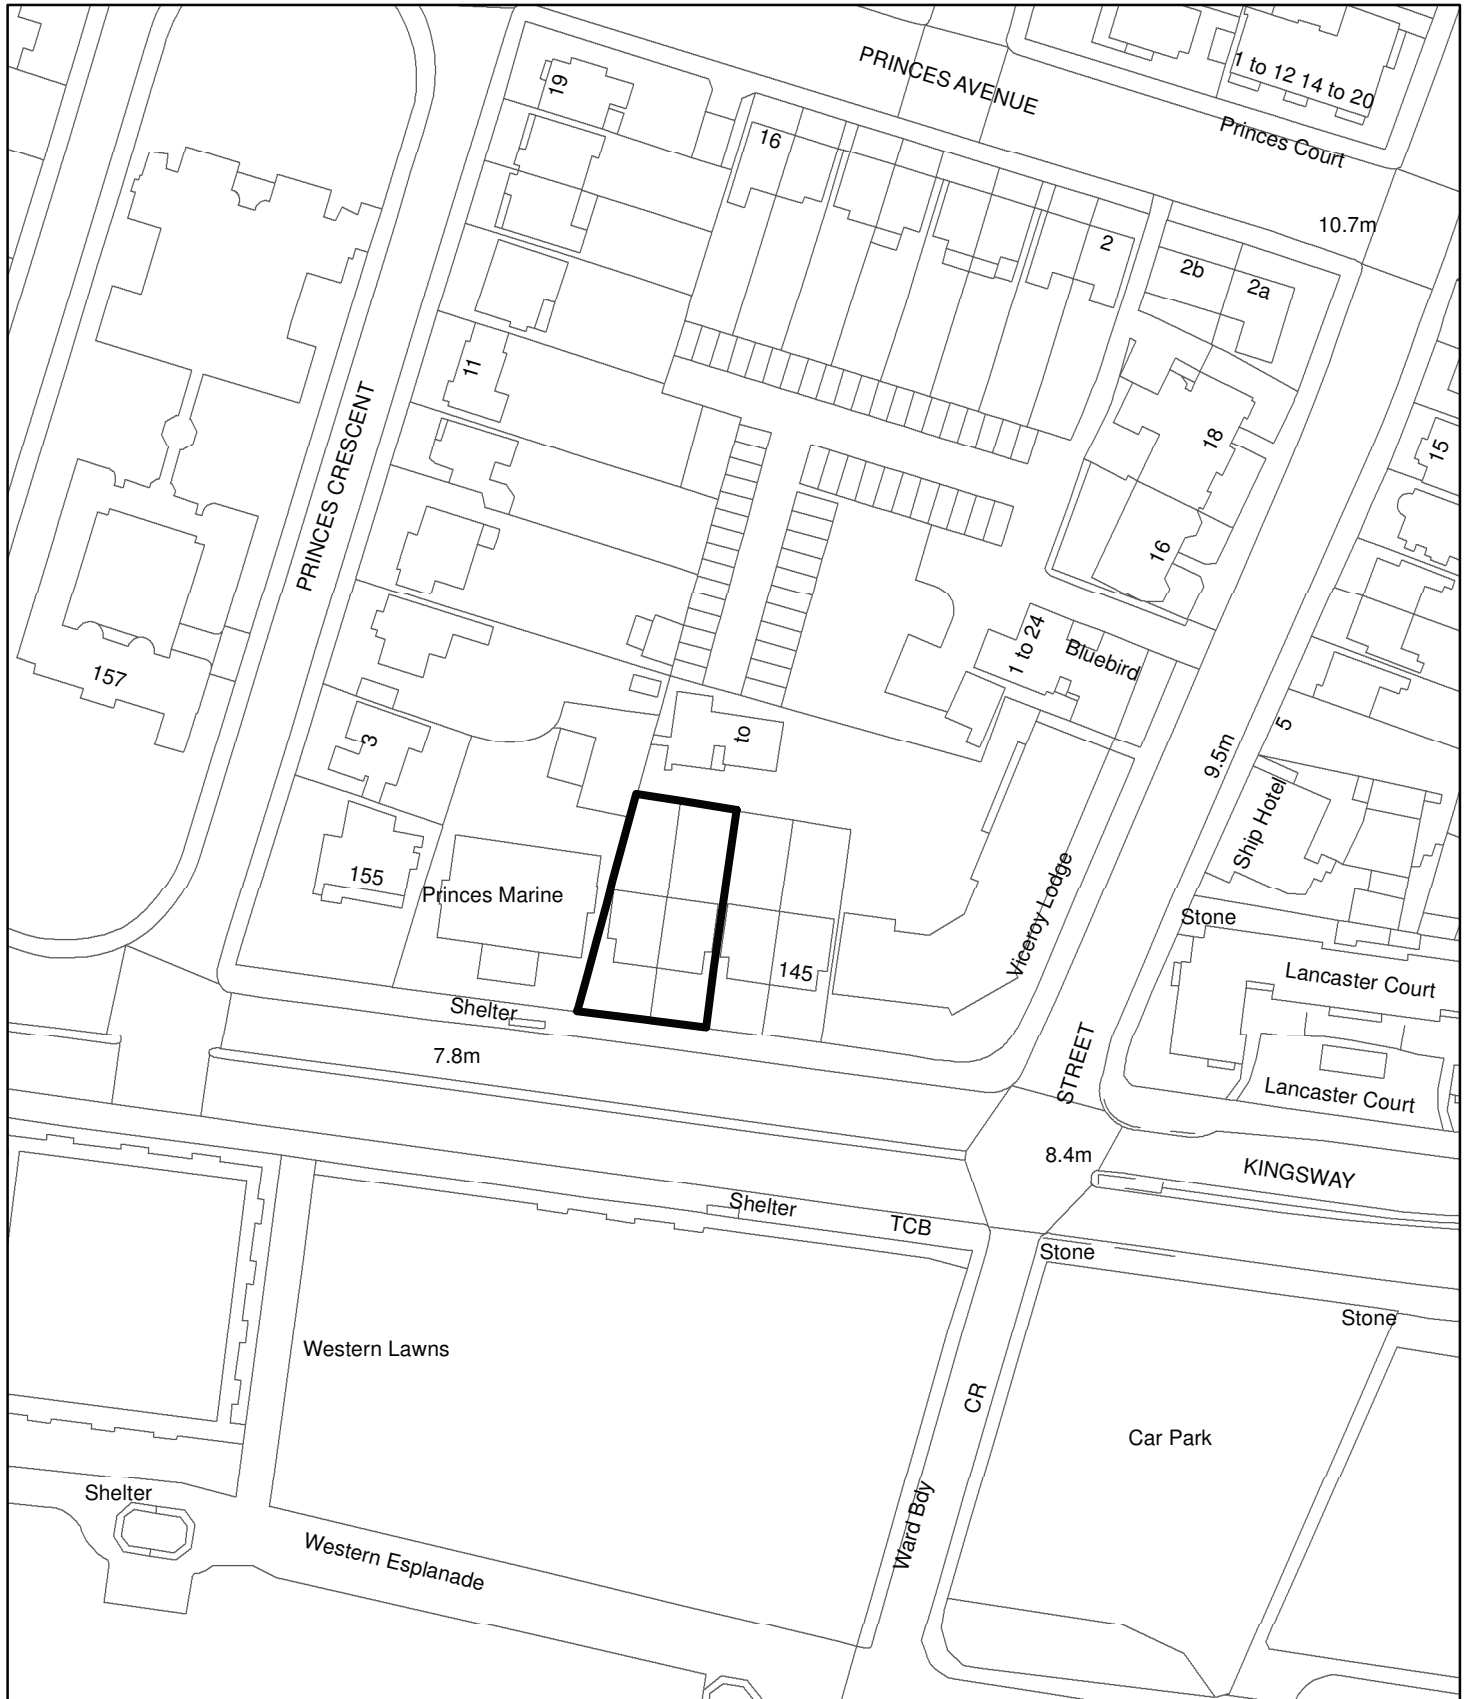 19
PRINCES AVENUE
1 to 12 14 to 20
16
Princes Court
10.7m
2
2b
2a
11
PRINCES CRESCENT
18
15
16
1 to 24
Bluebird
157
3
to
5
9.5m
Ship Hotel
155
Princes Marine
Viceroy Lodge
Stone
145
Lancaster Court
Shelter
7.8m
STREET
Lancaster Court
8.4m
KINGSWAY
Shelter
TCB
Stone
Stone
Western Lawns
CR
Car Park
Shelter
Ward Bdy
Western Esplanade